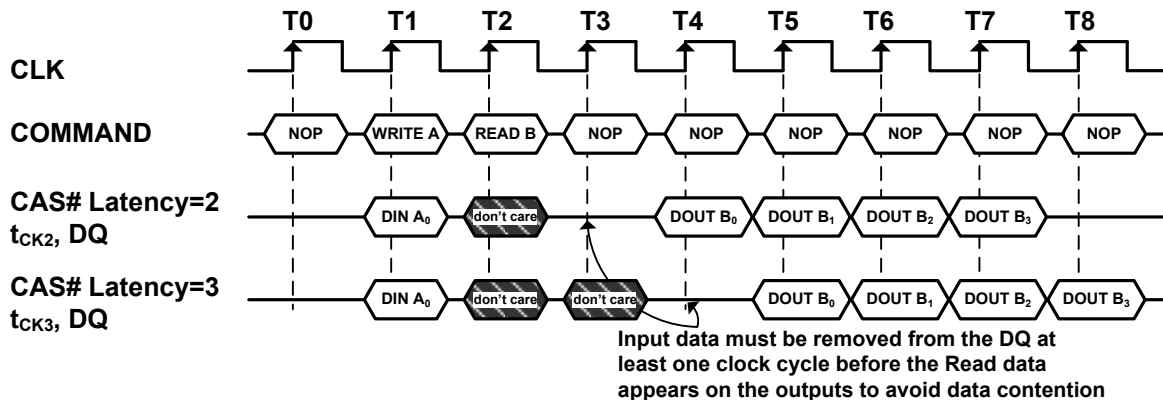 T0 T1 T2 T3 T4 T5 T6 T7 T8
CLK
COMMAND NOP WRITE A READ B NOP NOP NOP NOP NOP NOP
CAS# Latency=2
tCK2, DQ DIN A0 don't care DOUT B0 DOUT B1 DOUT B2 DOUT B3
CAS# Latency=3
tCK3, DQ DIN A0 don't care don't care DOUT B0 DOUT B1 DOUT B2 DOUT B3
Input data must be removed from the DQ at
least one clock cycle before the Read data
appears on the outputs to avoid data contention